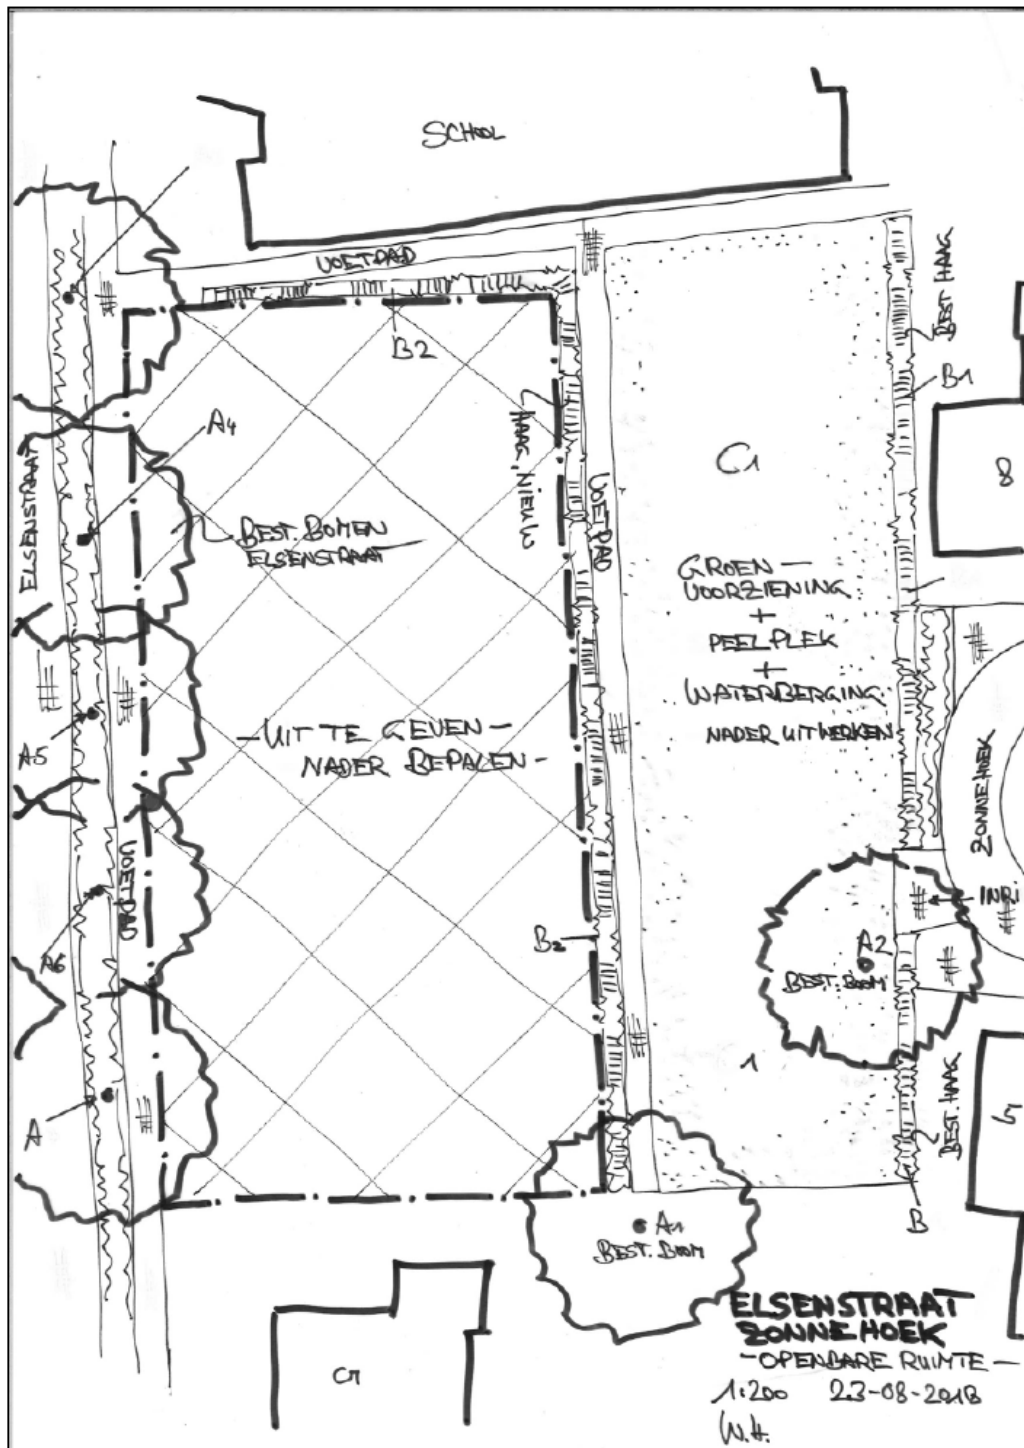 SCHOOL
VOETPAD
BEST HAAG
B2
B1
A4
HAAG, NIEUW
ELSENSTRAAT
C1
8
BEST. BOMEN
ELSENSTRAAT
VOETPAD
GROEN-
VOORZIENING
+
PEELPLEK
+
WATERBERGING
NADER UITWERKEN
- UIT TE GEVEN -
NADER BEPALEN -
A5
ZONNEHOEK
VOETPAD
INRI
B2
A2
BEST. BOOM
A6
1
A
BEST. HAAG
5
B
A1
BEST. BOOM
ELSENSTRAAT
ZONNEHOEK
- OPENBARE RUIMTE -
1:200 23-08-2018
W.H.